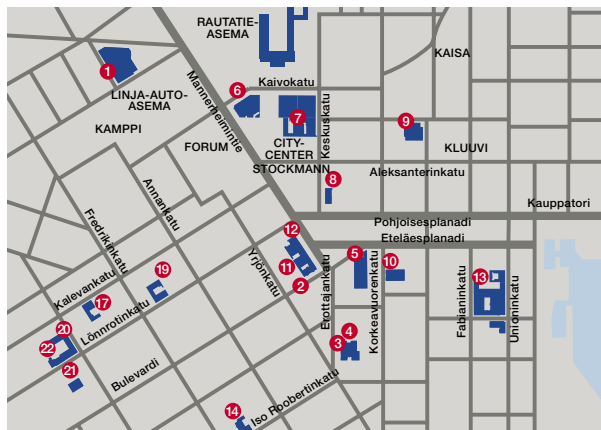 RAUTATIE-
ASEMA
KAISA
1
LINJA-AUTO-
ASEMA
KAMPPI
Mannerheimintie
6
Kaivokatu
7
CITY-
CENTER
STOCKMANN
FORUM
Keskuskatu
9
KLUUVI
8
Aleksanterinkatu
Kauppatori
Pohjoisesplanadi
Eteläesplanadi
Annankatu
Fredrikinkatu
Yrjönkatu
12
11
2
5
10
Erottajankatu
Korkeavuorenkatu
Fabianinkatu
13
Unioninkatu
Kalevankatu
17
19
Lönnrotinkatu
20
22
21
Bulevardi
4
3
14
Iso Roobertinkatu